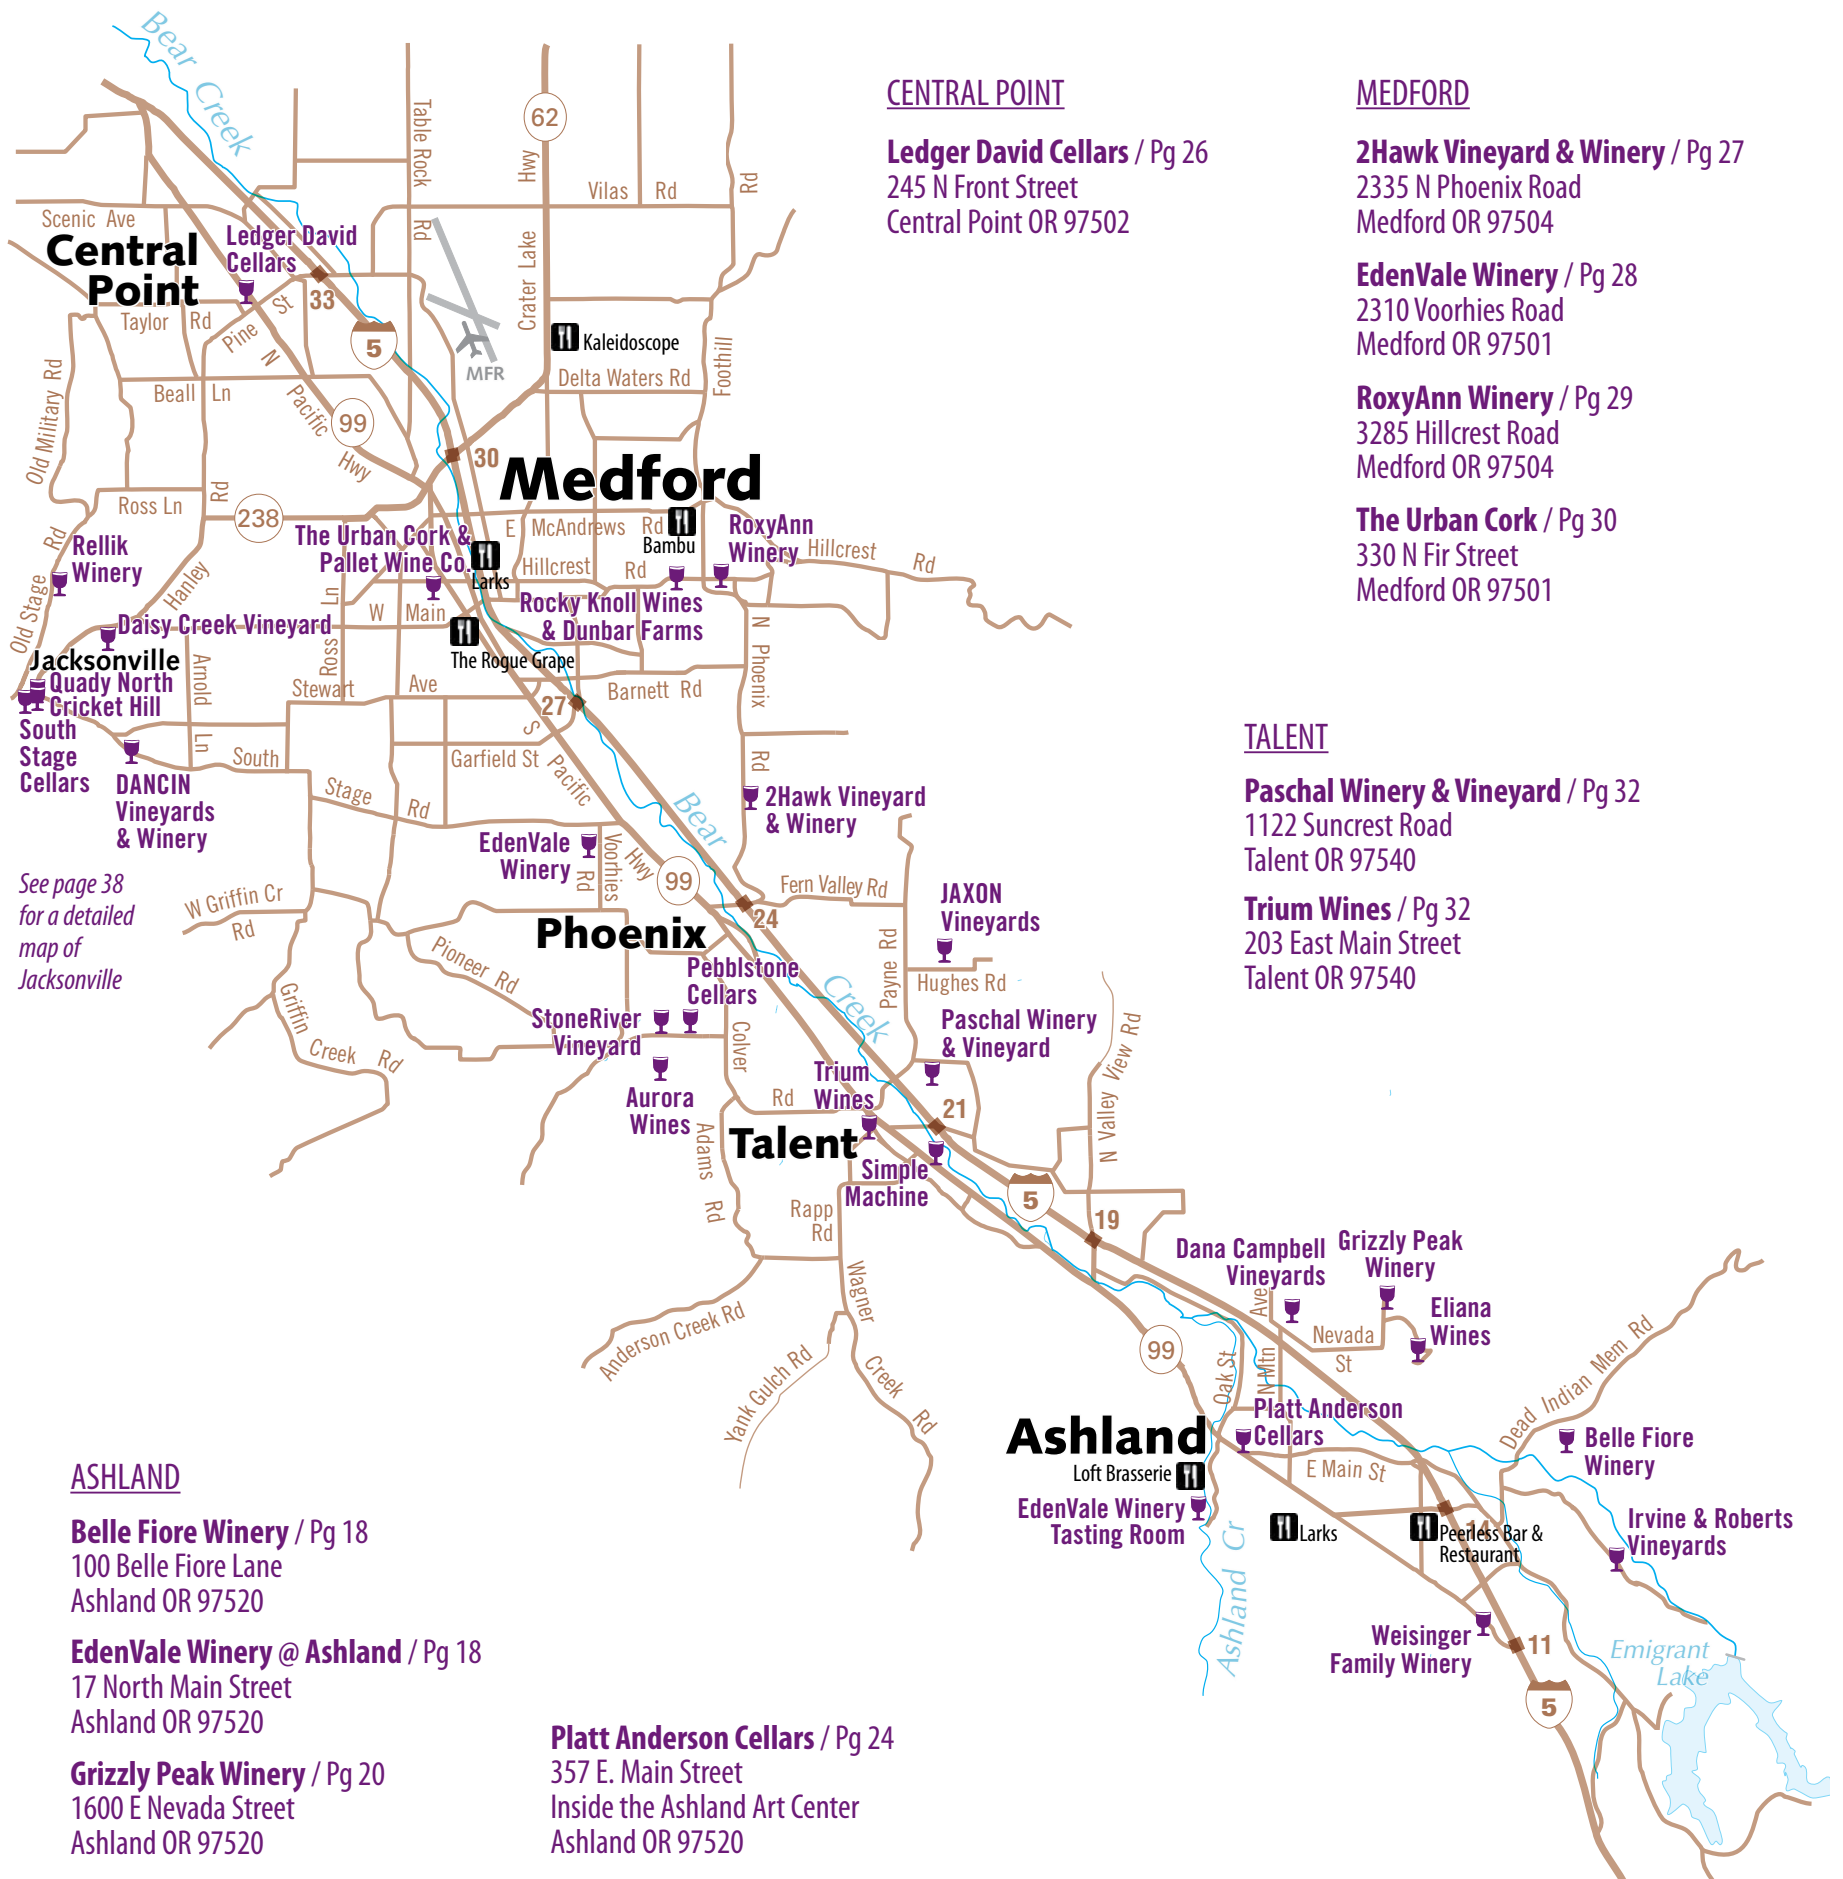 Bear
Creek
CENTRAL POINT
Ledger David Cellars / Pg 26
245 N Front Street
Central Point OR 97502
MEDFORD
2Hawk Vineyard & Winery / Pg 27
2335 N Phoenix Road
Medford OR 97504
EdenVale Winery / Pg 28
2310 Voorhies Road
Medford OR 97501
RoxyAnn Winery / Pg 29
3285 Hillcrest Road
Medford OR 97504
The Urban Cork / Pg 30
330 N Fir Street
Medford OR 97501
TALENT
Paschal Winery & Vineyard / Pg 32
1122 Suncrest Road
Talent OR 97540
Trium Wines / Pg 32
203 East Main Street
Talent OR 97540
Table Rock
Rd
62
Crater Lake
Hwy
Vilas Rd
Rd
Foothill
Scenic Ave
Central
Point
Ledger David
Cellars
33
5
Taylor Rd
Pine
St
N
Pacific
Hwy
99
MFR
Kaleidoscope
Delta Waters Rd
Beall Ln
Old Military Rd
30
Medford
Ross Ln
Rd
Hanley
238
The Urban Cork &
Pallet Wine Co.
Larks
E McAndrews Rd
Bambu
RoxyAnn
Winery
Hillcrest Rd
Hillcrest Rd
Rellik
Winery
Old Stage
Rd
Rocky Knoll Wines
& Dunbar Farms
Ross
Ln
W Main
Daisy Creek Vineyard
The Rogue Grape
Jacksonville
Quady North
Cricket Hill
South
Stage
Cellars
Arnold
Ln
Stewart Ave
27
Barnett Rd
N Phoenix
Rd
DANCIN
Vineyards
& Winery
South
Stage
Rd
Garfield St
S
Pacific
Hwy
Bear
Creek
2Hawk Vineyard
& Winery
EdenVale
Winery
Voorhies
Rd
99
See page 38
for a detailed
map of
Jacksonville
W Griffin Cr
Rd
Phoenix
24
Fern Valley Rd
JAXON
Vineyards
Payne Rd
Hughes Rd
Pioneer Rd
Pebblstone
Cellars
StoneRiver
Vineyard
Griffin
Creek Rd
Aurora
Wines
Colver
Rd
Paschal Winery
& Vineyard
N Valley View Rd
Trium
Wines
21
Talent
Adams
Rd
Simple
Machine
Rapp
Rd
5
19
Dana Campbell
Vineyards
Grizzly Peak
Winery
Eliana
Wines
Anderson Creek Rd
Wagner
Creek
Rd
Yank Gulch Rd
99
Oak St
N Mtn
Ave
Nevada
St
Dead Indian Mem Rd
Ashland
Platt Anderson
Cellars
Loft Brasserie
E Main St
Belle Fiore
Winery
EdenVale Winery
Tasting Room
Ashland Cr
Larks
14
Peerless Bar &
Restaurant
Irvine & Roberts
Vineyards
Weisinger
Family Winery
11
5
Emigrant
Lake
ASHLAND
Belle Fiore Winery / Pg 18
100 Belle Fiore Lane
Ashland OR 97520
EdenVale Winery @ Ashland / Pg 18
17 North Main Street
Ashland OR 97520
Grizzly Peak Winery / Pg 20
1600 E Nevada Street
Ashland OR 97520
Platt Anderson Cellars / Pg 24
357 E. Main Street
Inside the Ashland Art Center
Ashland OR 97520